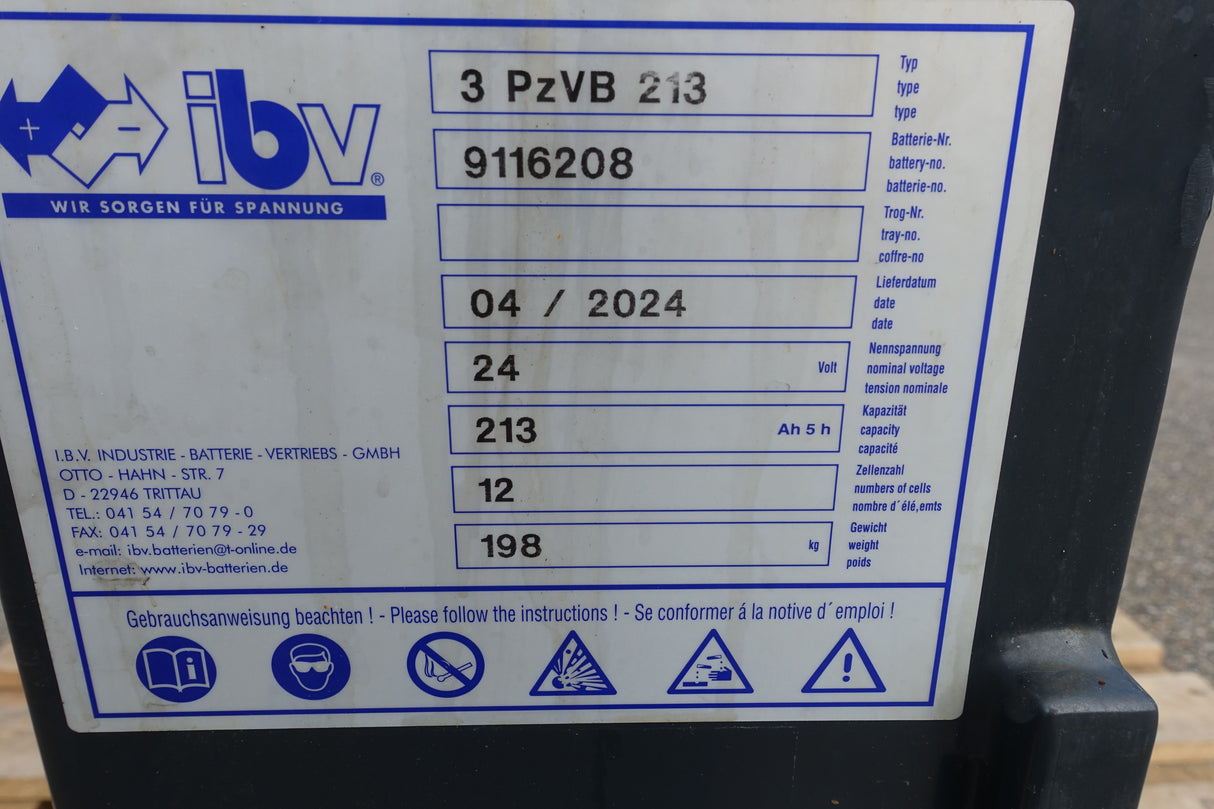 + - ibv®
WIR SORGEN FÜR SPANNUNG
3 PzVB 213
Typ
type
type
9116208
Batterie-Nr.
battery-no.
batterie-no.
Trog-Nr.
tray-no.
coffre-no
04 / 2024
Lieferdatum
date
date
24 Volt
Nennspannung
nominal voltage
tension nominale
213 Ah 5 h
Kapazität
capacity
capacité
12
Zellenzahl
numbers of cells
nombre d´élé,emts
198 kg
Gewicht
weight
poids
I.B.V. INDUSTRIE - BATTERIE - VERTRIEBS - GMBH
OTTO - HAHN - STR. 7
D - 22946 TRITTAU
TEL.: 041 54 / 70 79 - 0
FAX: 041 54 / 70 79 - 29
e-mail: ibv.batterien@t-online.de
Internet: www.ibv-batterien.de
Gebrauchsanweisung beachten ! - Please follow the instructions ! - Se conformer á la notive d´emploi !